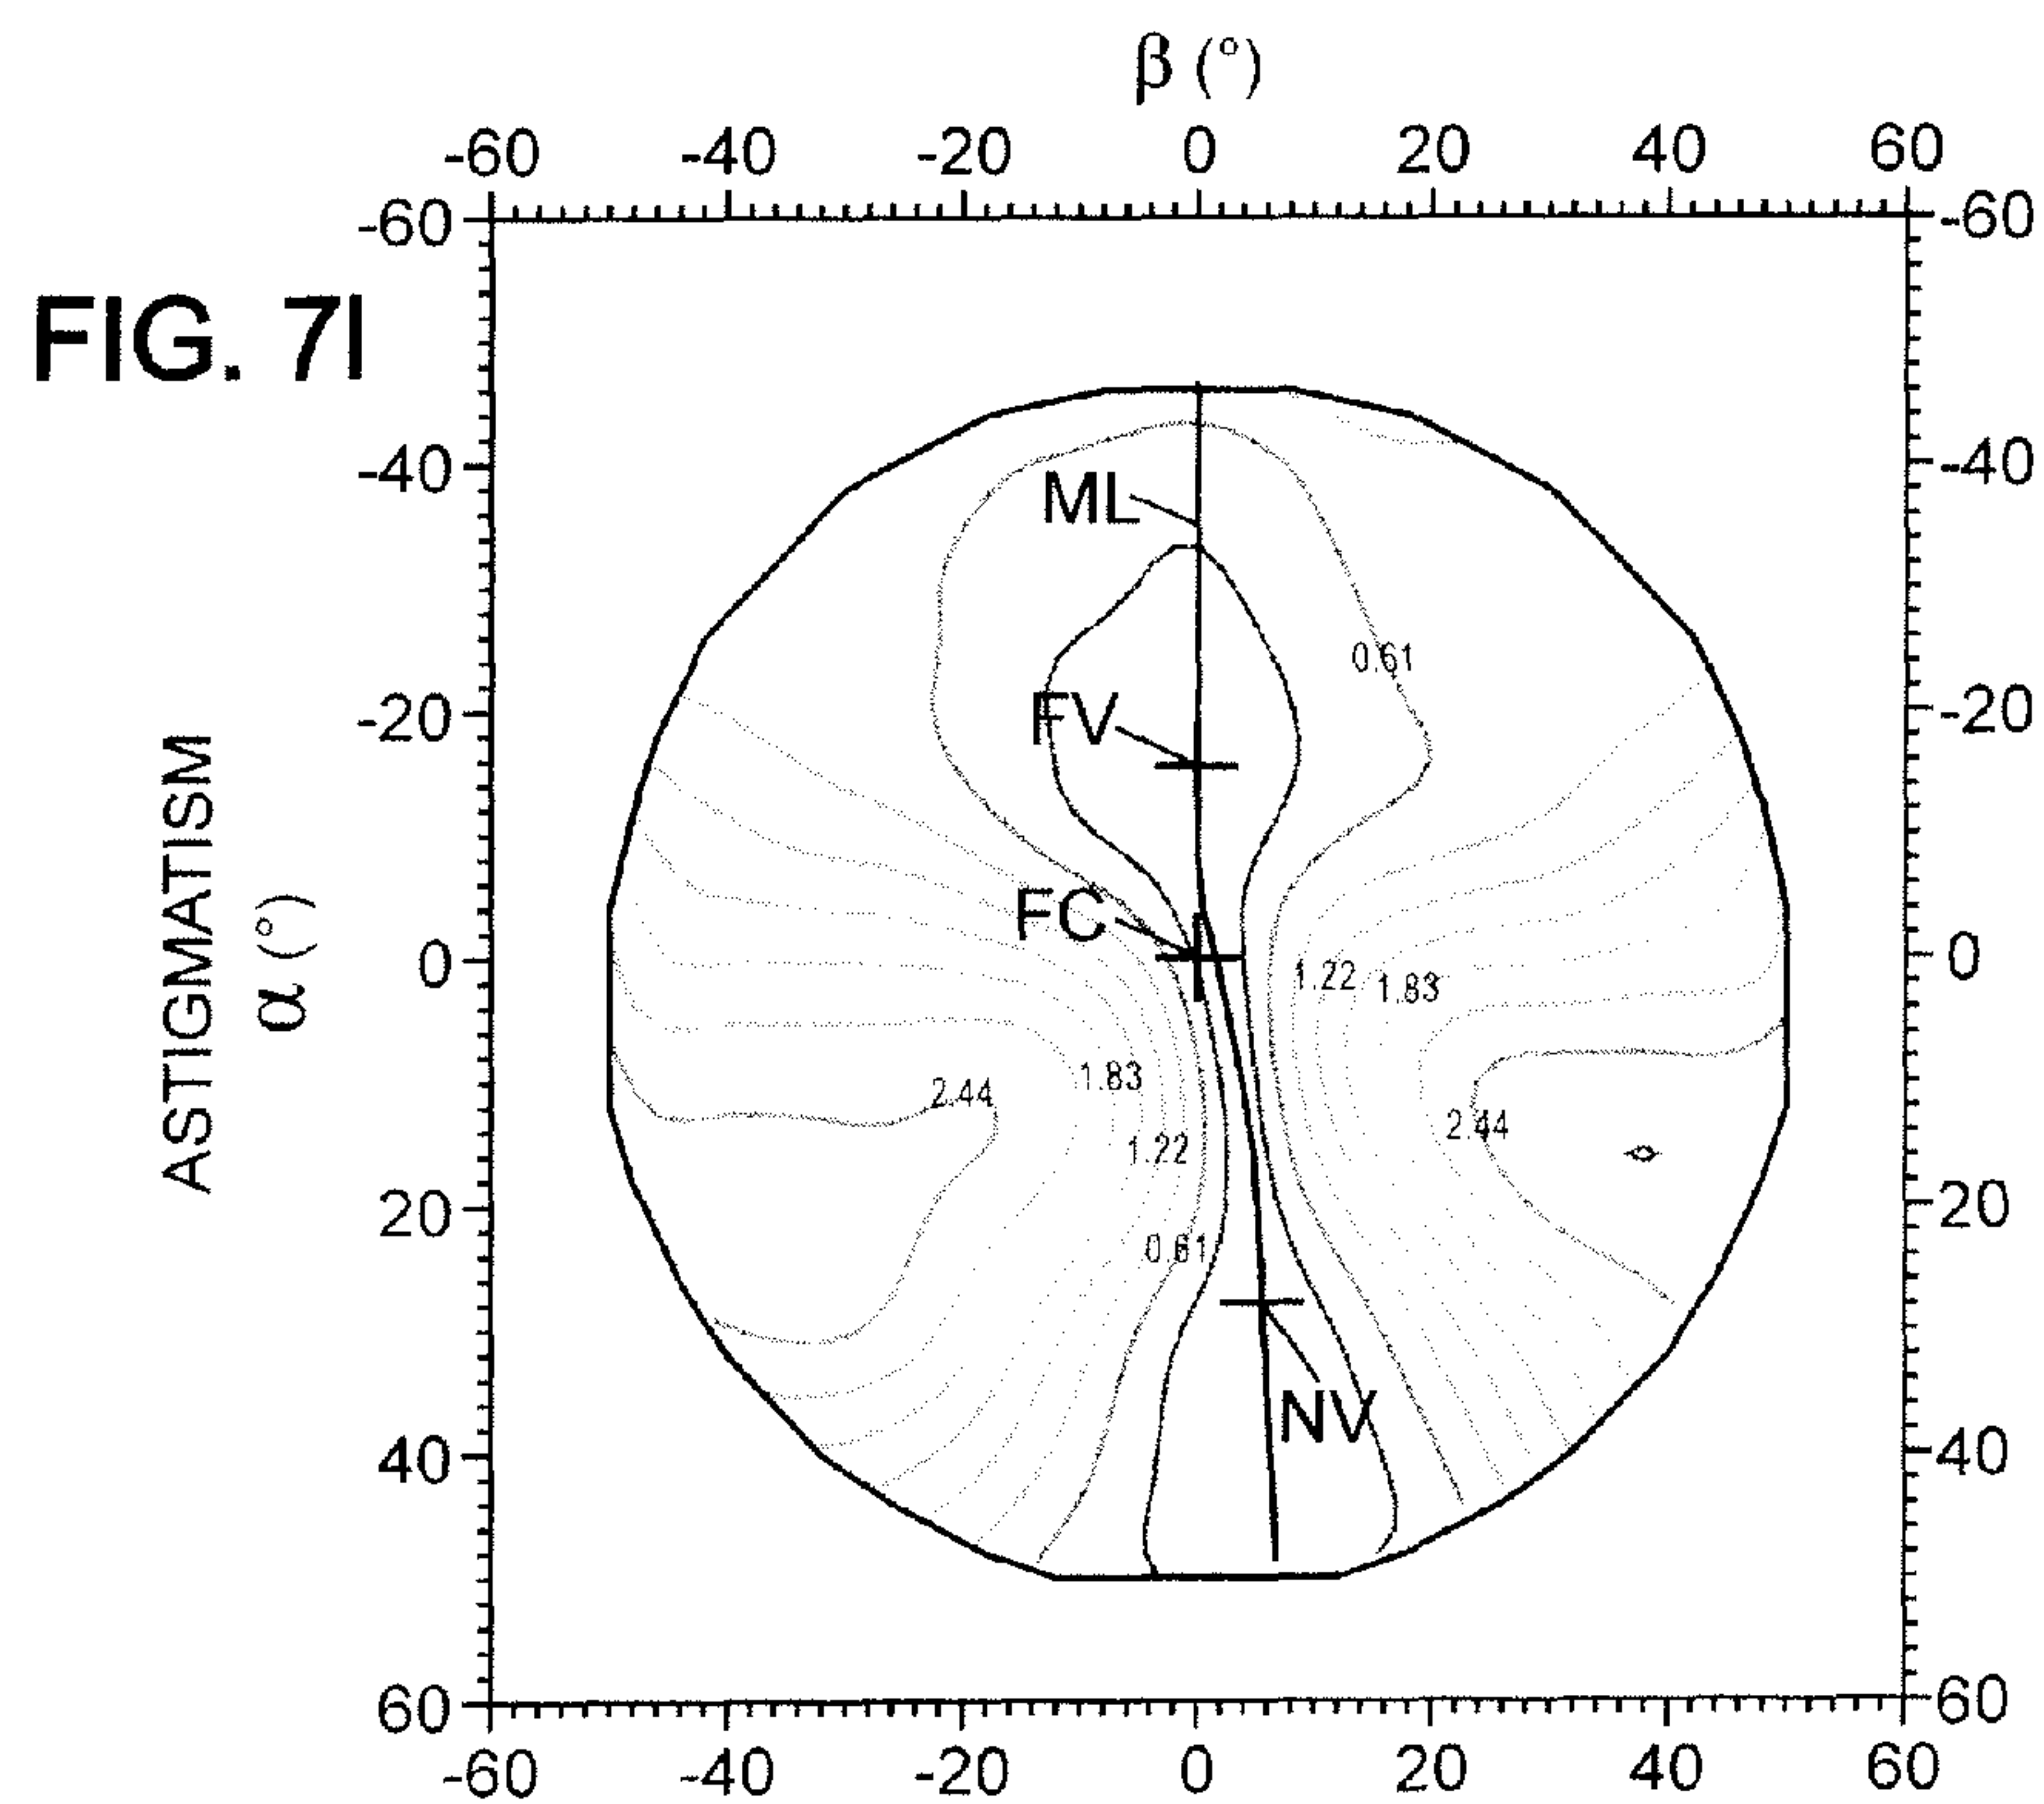 β (°)
-60 -40 -20 0 20 40 60
-60 -60
FIG. 7I
-40 -40
ML
0.61
-20 FV -20
FC
0 1.22 1.83 0
ASTIGMATISM
α (°)
2.44 1.83 2.44
1.22
20 20
0.61
NV
40 40
60 60
-60 -40 -20 0 20 40 60